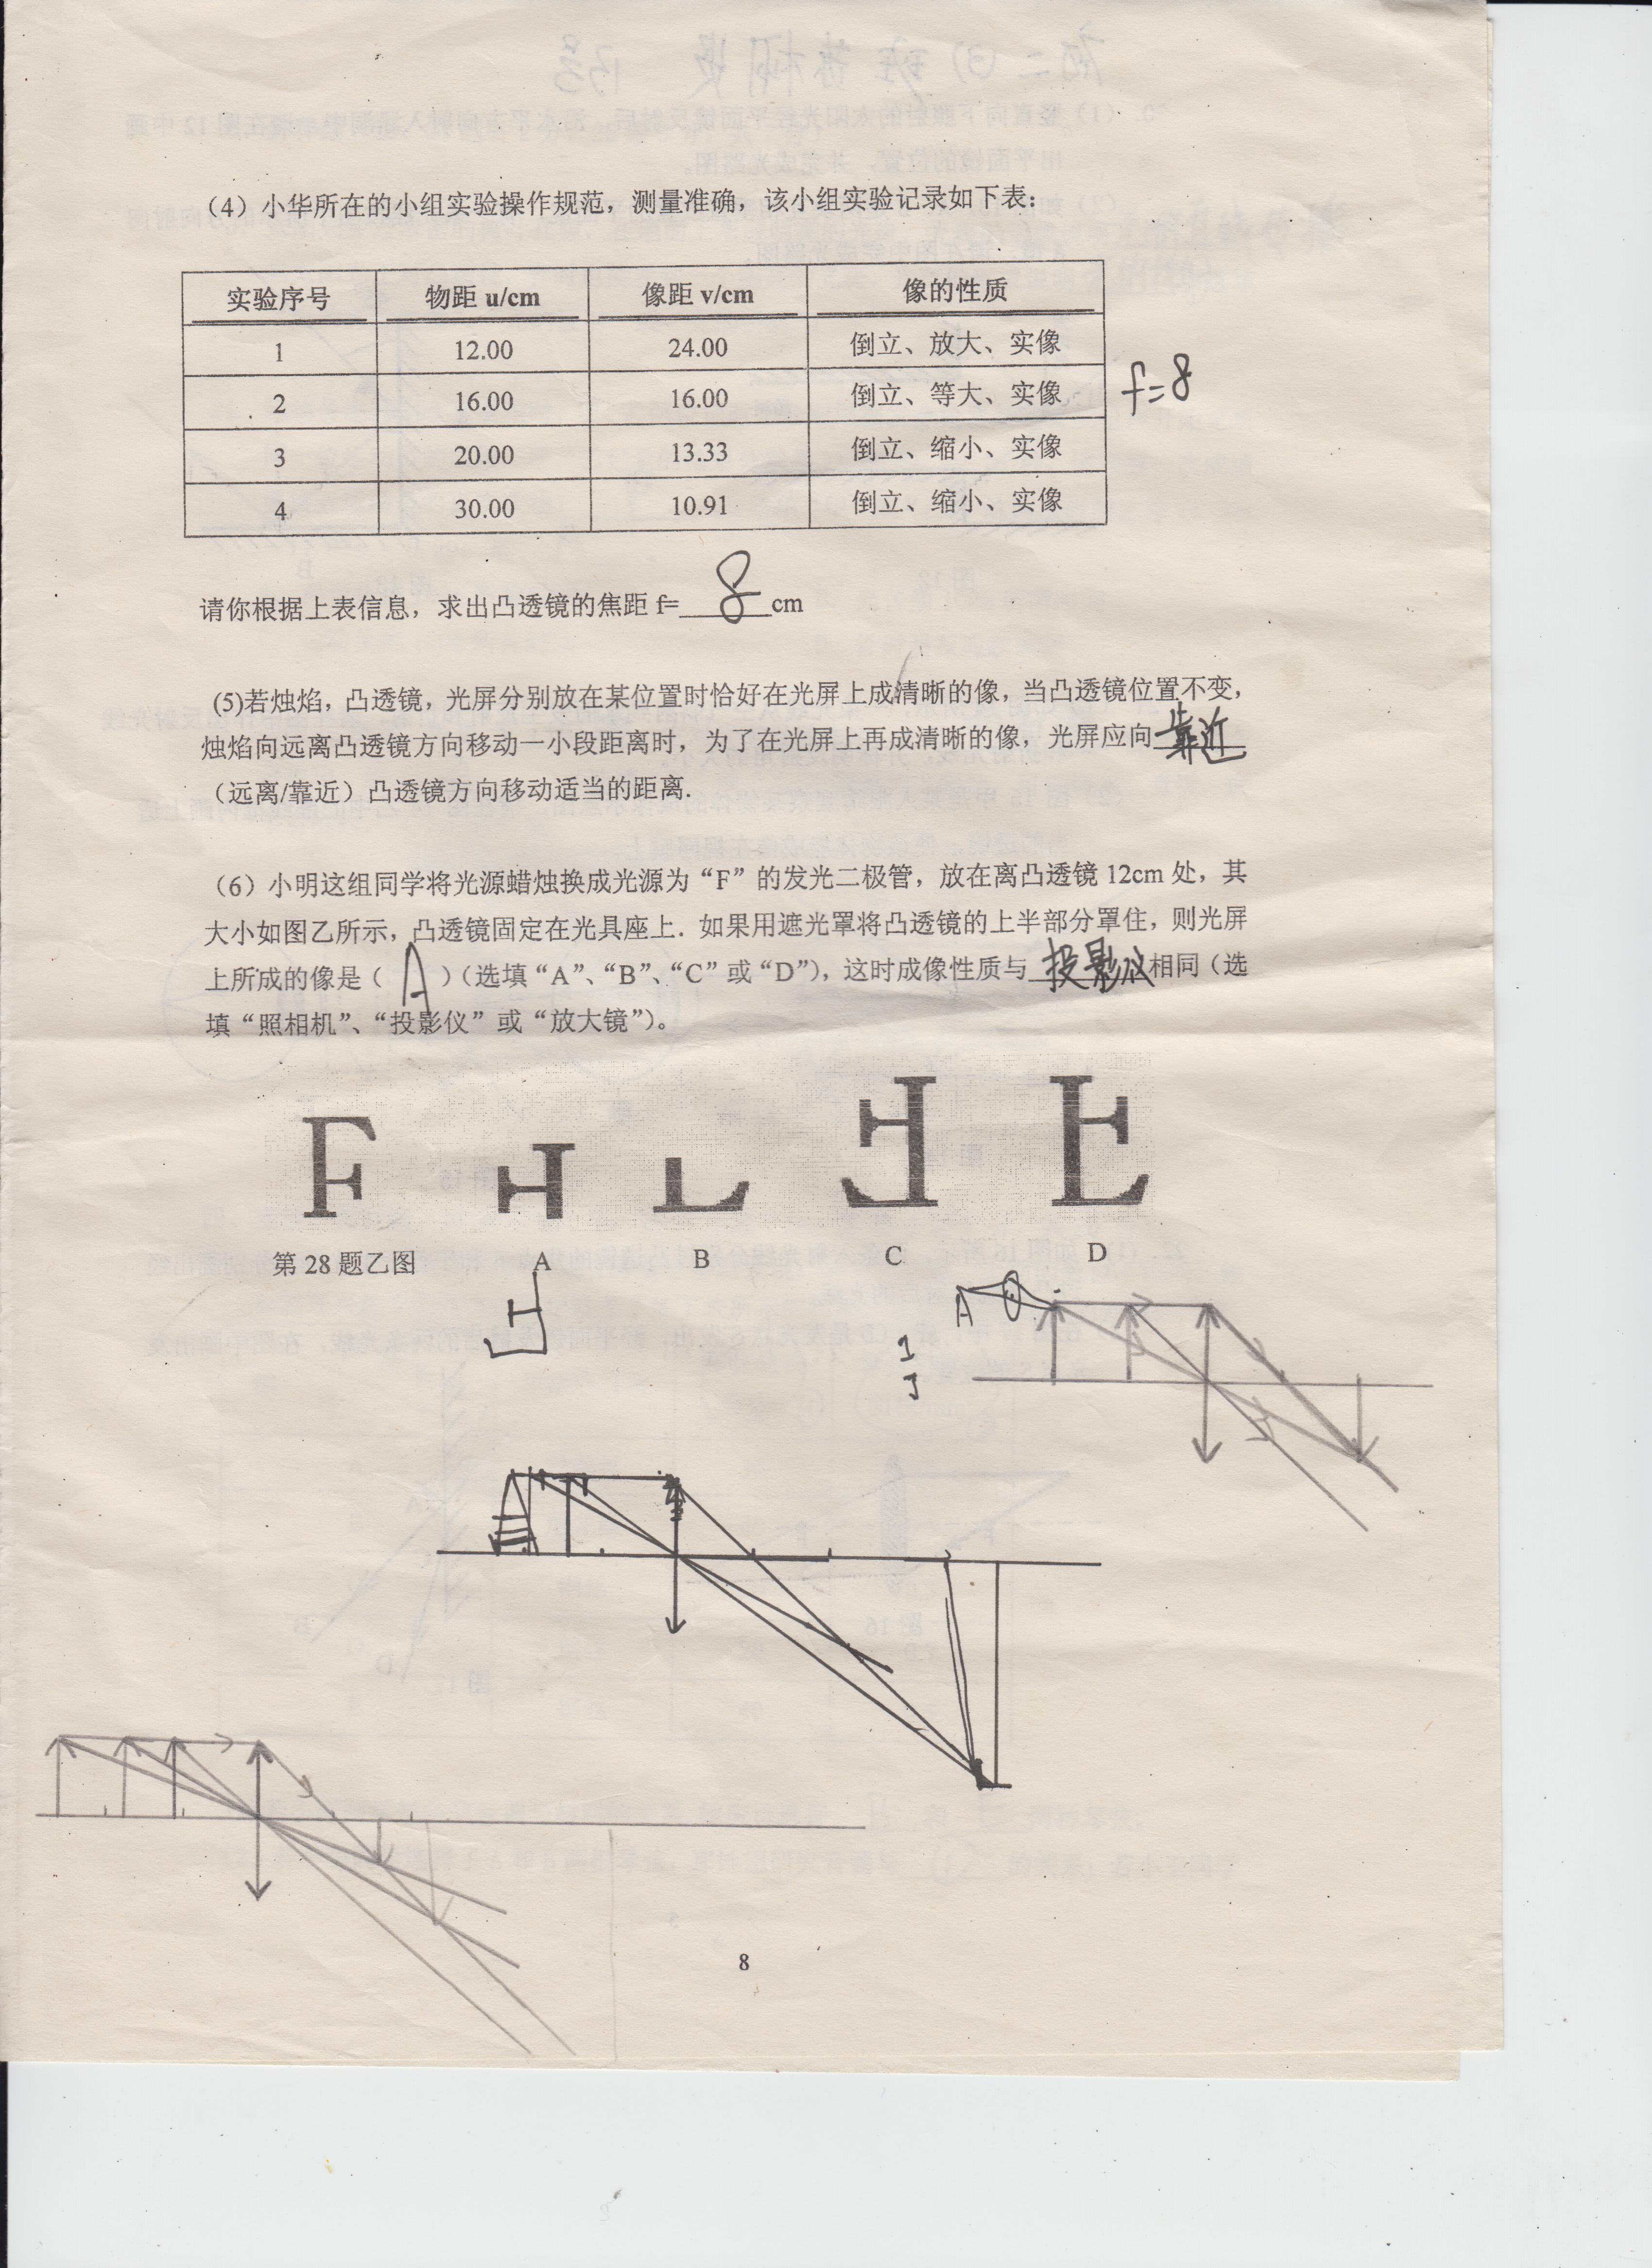 （4）小华所在的小组实验操作规范，测量准确，该小组实验记录如下表：
实验序号 物距 u/cm 像距 v/cm 像的性质
1 12.00 24.00 倒立、放大、实像
2 16.00 16.00 倒立、等大、实像
f=8
3 20.00 13.33 倒立、缩小、实像
4 30.00 10.91 倒立、缩小、实像
请你根据上表信息，求出凸透镜的焦距 f=8cm
(5)若烛焰，凸透镜，光屏分别放在某位置时恰好在光屏上成清晰的像，当凸透镜位置不变，
烛焰向远离凸透镜方向移动一小段距离时，为了在光屏上再成清晰的像，光屏应向靠近
（远离/靠近）凸透镜方向移动适当的距离.
（6）小明这组同学将光源蜡烛换成光源为“F”的发光二极管，放在离凸透镜 12cm 处，其
大小如图乙所示，凸透镜固定在光具座上．如果用遮光罩将凸透镜的上半部分罩住，则光屏
上所成的像是（ A ）（选填“A”、“B”、“C”或“D”），这时成像性质与投影仪相同（选
填“照相机”、“投影仪”或“放大镜”）。
F
第 28 题乙图 A B C D
A
8